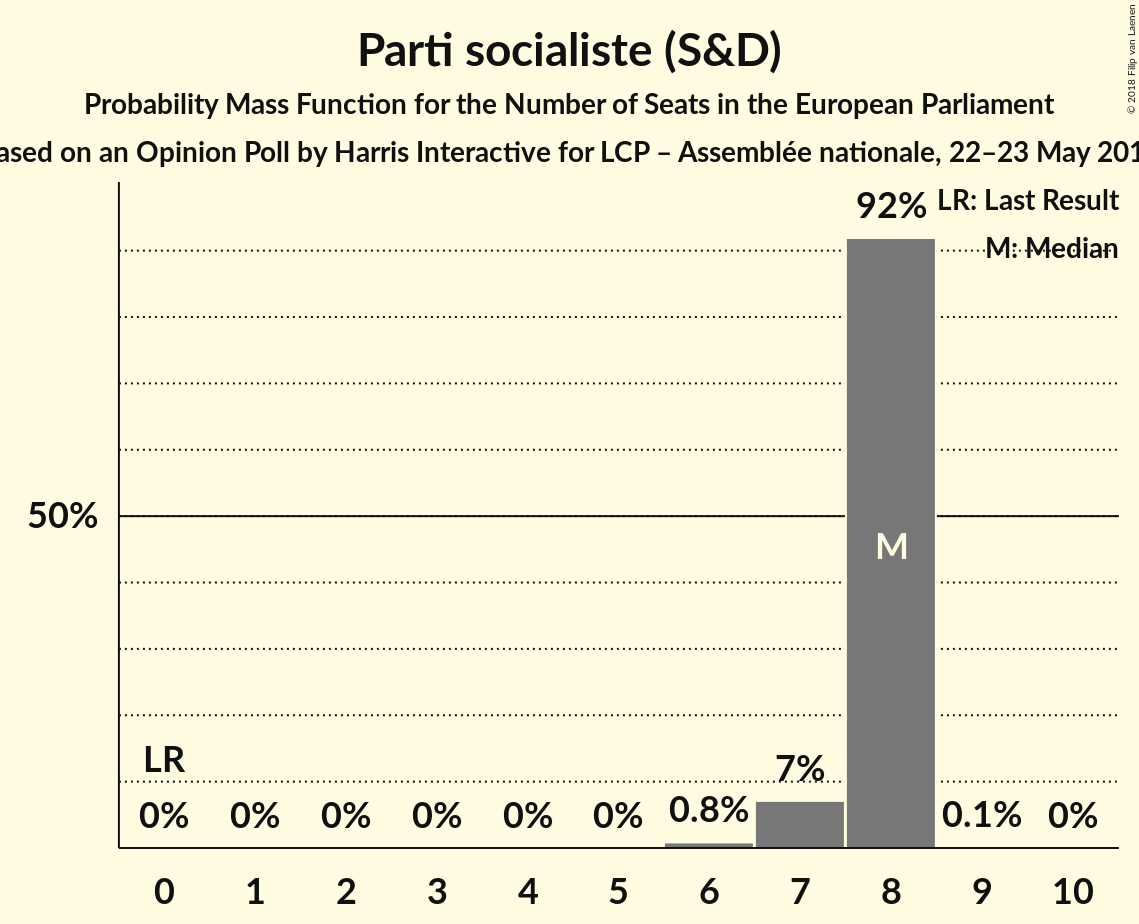 Parti socialiste (S&D)
Probability Mass Function for the Number of Seats in the European Parliament
ased on an Opinion Poll by Harris Interactive for LCP – Assemblée nationale, 22–23 May 201
© 2018 Filip van Laenen
LR: Last Result
M: Median
92%
50%
M
LR
0% 0% 0% 0% 0% 0% 0.8% 7% 0.1% 0%
0 1 2 3 4 5 6 7 8 9 10